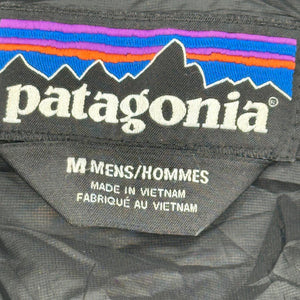 patagonia®
M MENS/HOMMES
MADE IN VIETNAM
FABRIQUÉ AU VIETNAM